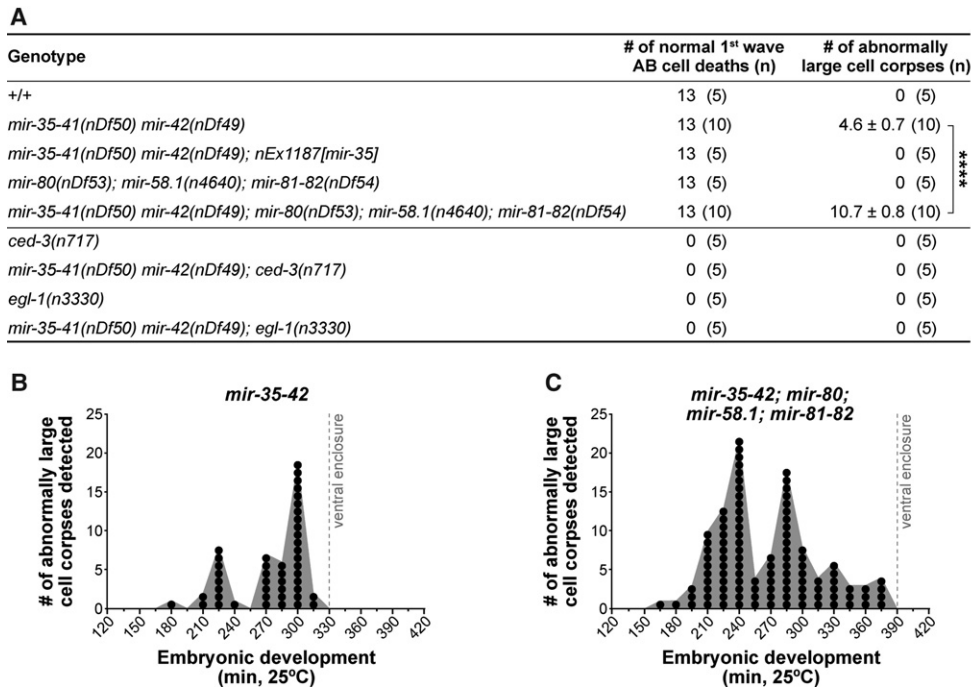 A
Genotype # of normal 1st wave AB cell deaths (n) # of abnormally large cell corpses (n)
+/+ 13 (5) 0 (5)
mir-35-41(nDf50) mir-42(nDf49) 13 (10) 4.6 ± 0.7 (10)
mir-35-41(nDf50) mir-42(nDf49); nEx1187[mir-35] 13 (5) 0 (5)
mir-80(nDf53); mir-58.1(n4640); mir-81-82(nDf54) 13 (5) 0 (5)
mir-35-41(nDf50) mir-42(nDf49); mir-80(nDf53); mir-58.1(n4640); mir-81-82(nDf54) 13 (10) 10.7 ± 0.8 (10)
****
ced-3(n717) 0 (5) 0 (5)
mir-35-41(nDf50) mir-42(nDf49); ced-3(n717) 0 (5) 0 (5)
egl-1(n3330) 0 (5) 0 (5)
mir-35-41(nDf50) mir-42(nDf49); egl-1(n3330) 0 (5) 0 (5)
B
mir-35-42
# of abnormally large
cell corpses detected
25
20
15
10
5
0
ventral enclosure
120 150 180 210 240 270 300 330 360 390 420
Embryonic development
(min, 25ºC)
C
mir-35-42; mir-80;
mir-58.1; mir-81-82
# of abnormally large
cell corpses detected
25
20
15
10
5
0
ventral enclosure
120 150 180 210 240 270 300 330 360 390 420
Embryonic development
(min, 25ºC)